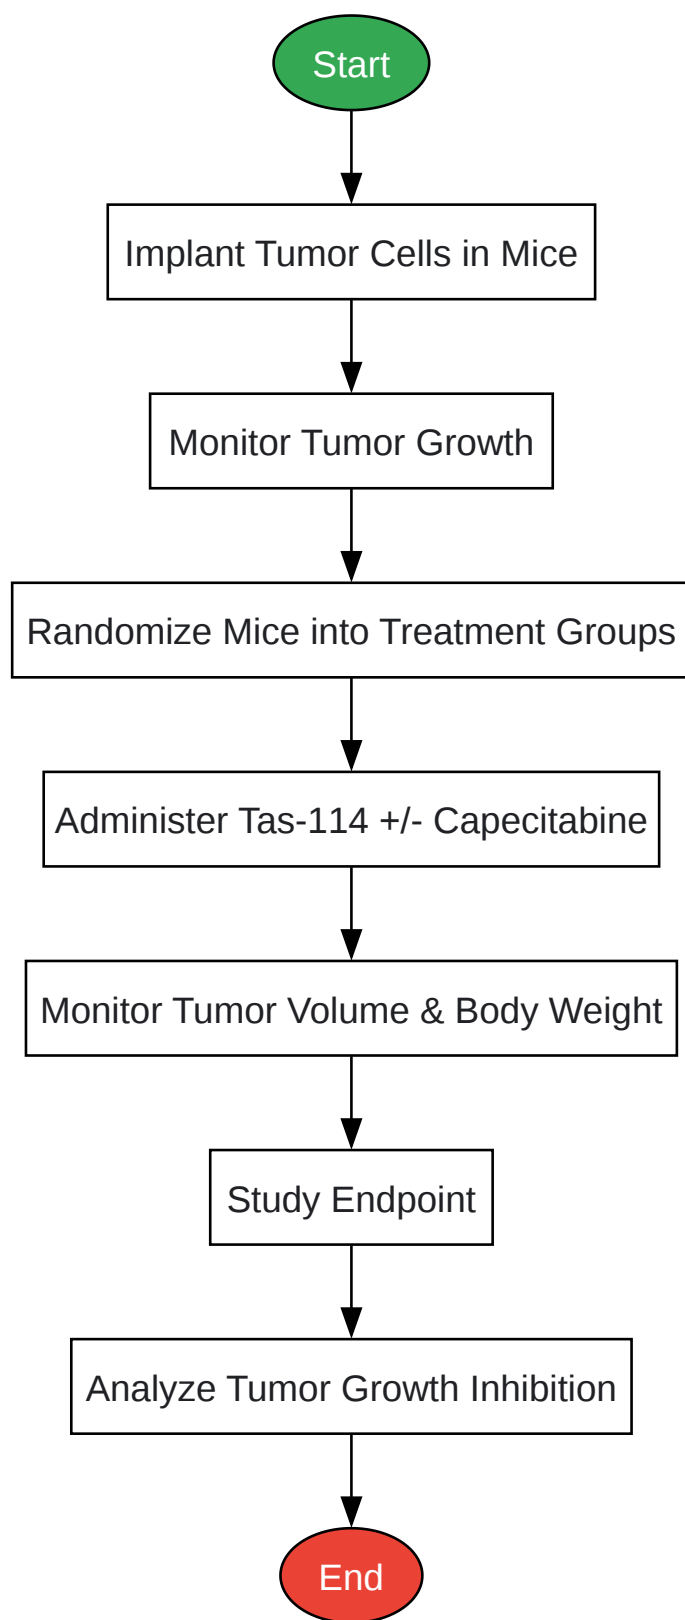 Start
Implant Tumor Cells in Mice
Monitor Tumor Growth
Randomize Mice into Treatment Groups
Administer Tas-114 +/- Capecitabine
Monitor Tumor Volume & Body Weight
Study Endpoint
Analyze Tumor Growth Inhibition
End